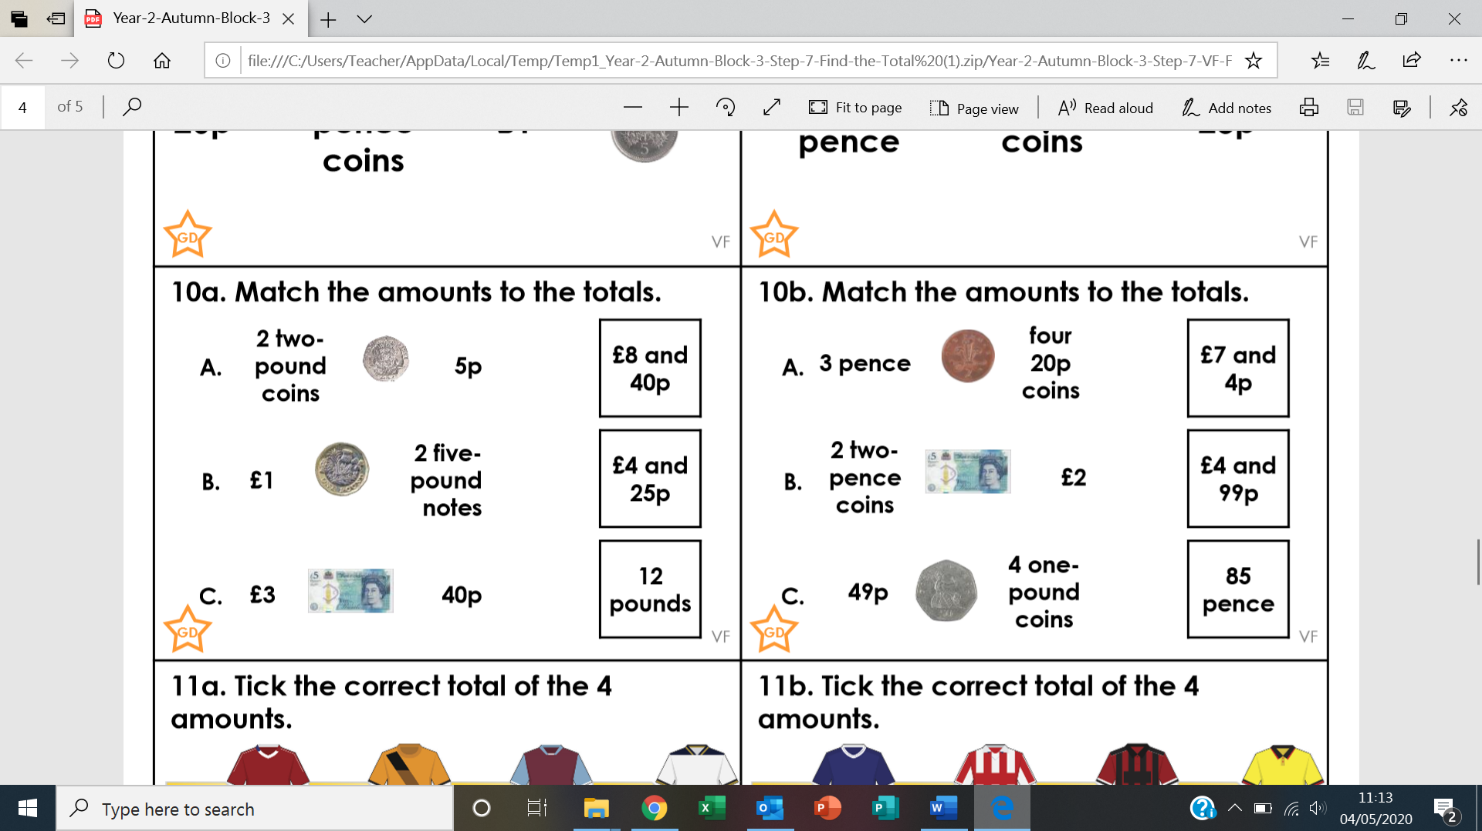 Year-2-Autumn-Block-3
file:///C:/Users/Teacher/AppData/Local/Temp/Temp1_Year-2-Autumn-Block-3-Step-7-Find-the-Total%20(1).zip/Year-2-Autumn-Block-3-Step-7-VF-F
4 of 5
Fit to page
Page view
Read aloud
Add notes
coins
5
GD
VF
pence
coins
GD
VF
10a. Match the amounts to the totals.
A. 2 two-
pound
coins
5p
£8 and
40p
B. £1
2 five-
pound
notes
£4 and
25p
C. £3
£5
40p
12
pounds
GD
VF
10b. Match the amounts to the totals.
A. 3 pence
four
20p
coins
£7 and
4p
B. 2 two-
pence
coins
£5
£2
£4 and
99p
C. 49p
4 one-
pound
coins
85
pence
GD
VF
11a. Tick the correct total of the 4
amounts.
11b. Tick the correct total of the 4
amounts.
Type here to search
11:13
04/05/2020
2